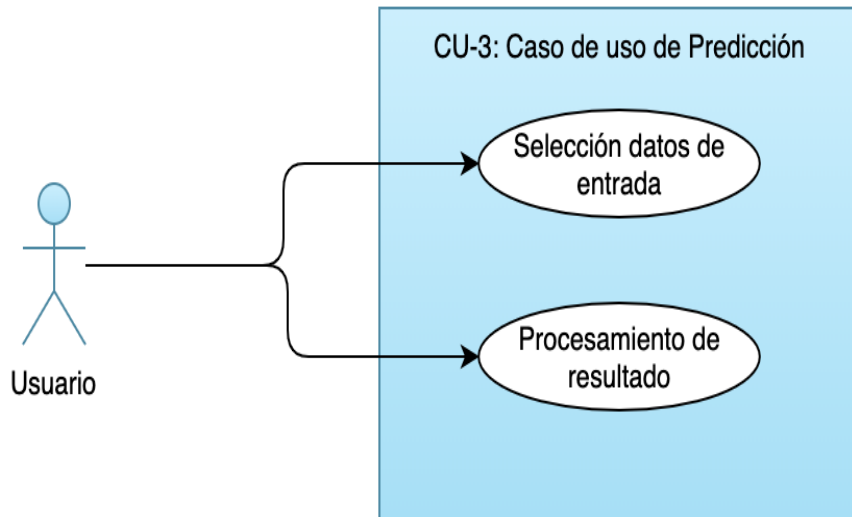 CU-3: Caso de uso de Predicción
Selección datos de
entrada
Procesamiento de
resultado
Usuario